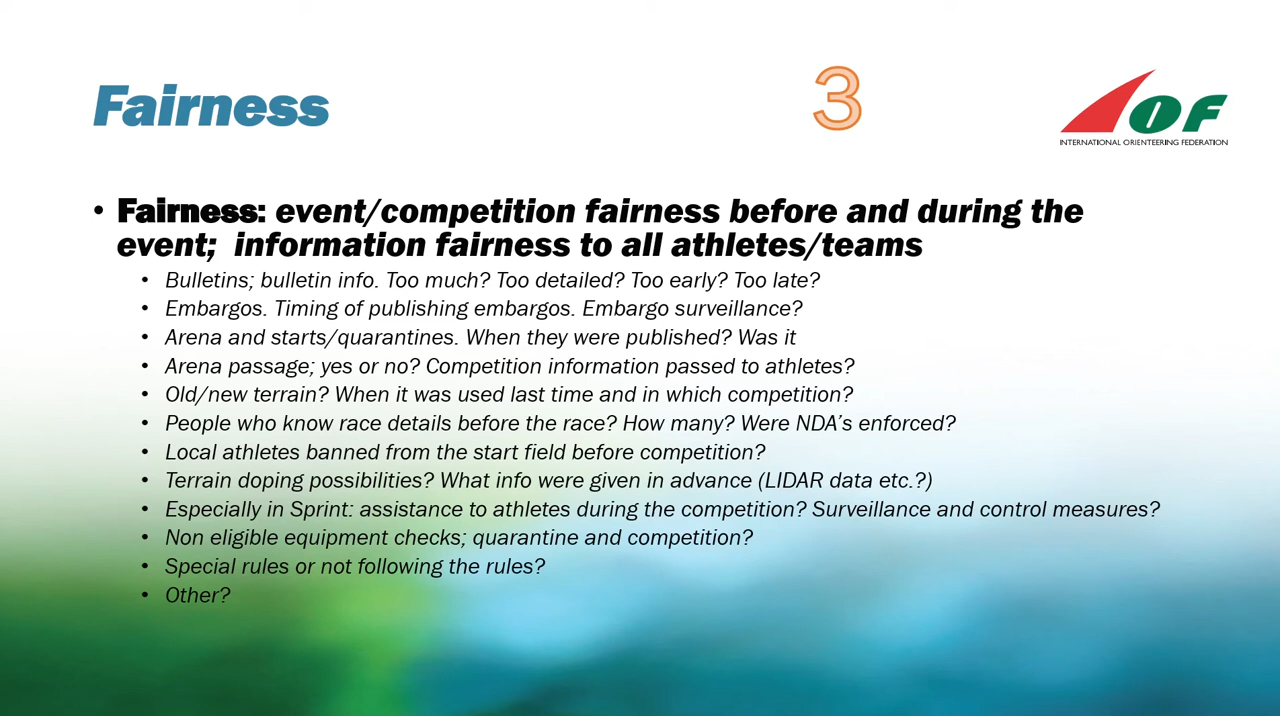 Fairness
3
IOF
INTERNATIONAL ORIENTEERING FEDERATION
• Fairness: event/competition fairness before and during the
event;  information fairness to all athletes/teams
• Bulletins; bulletin info. Too much? Too detailed? Too early? Too late?
• Embargos. Timing of publishing embargos. Embargo surveillance?
• Arena and starts/quarantines. When they were published? Was it
• Arena passage; yes or no? Competition information passed to athletes?
• Old/new terrain? When it was used last time and in which competition?
• People who know race details before the race? How many? Were NDA’s enforced?
• Local athletes banned from the start field before competition?
• Terrain doping possibilities? What info were given in advance (LIDAR data etc.?)
• Especially in Sprint: assistance to athletes during the competition? Surveillance and control measures?
• Non eligible equipment checks; quarantine and competition?
• Special rules or not following the rules?
• Other?